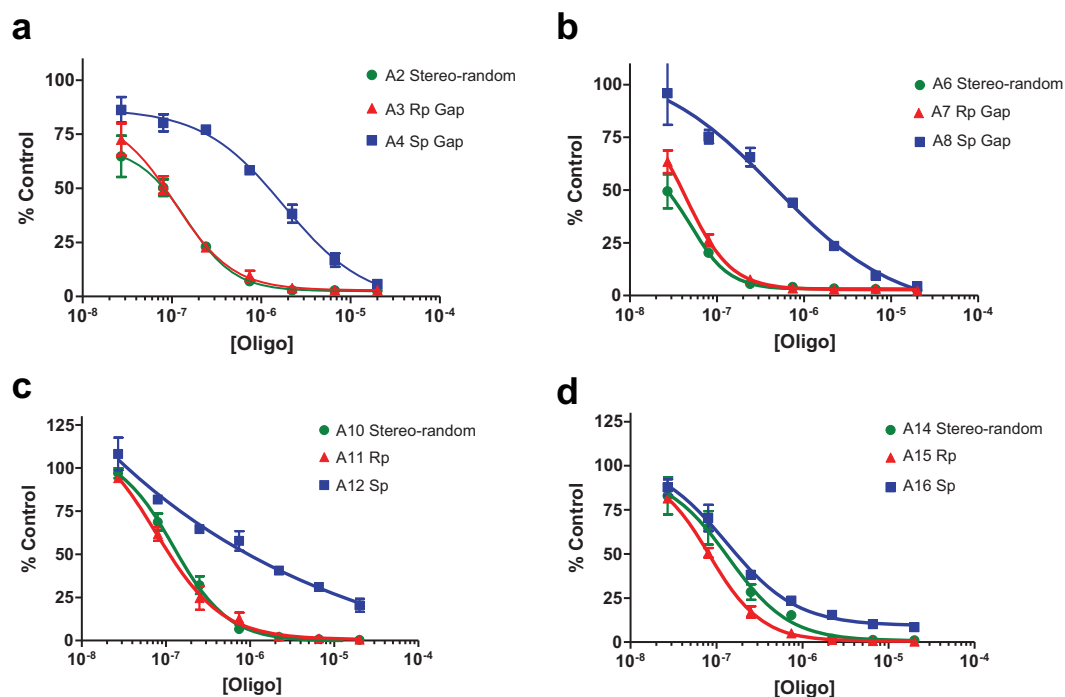 a
100
75
50
25
0
% Control
A2 Stereo-random
A3 Rp Gap
A4 Sp Gap
10-8
10-7
10-6
10-5
10-4
[Oligo]
b
100
75
50
25
0
% Control
A6 Stereo-random
A7 Rp Gap
A8 Sp Gap
10-8
10-7
10-6
10-5
10-4
[Oligo]
c
125
100
75
50
25
0
% Control
A10 Stereo-random
A11 Rp
A12 Sp
10-8
10-7
10-6
10-5
10-4
[Oligo]
d
125
100
75
50
25
0
% Control
A14 Stereo-random
A15 Rp
A16 Sp
10-8
10-7
10-6
10-5
10-4
[Oligo]